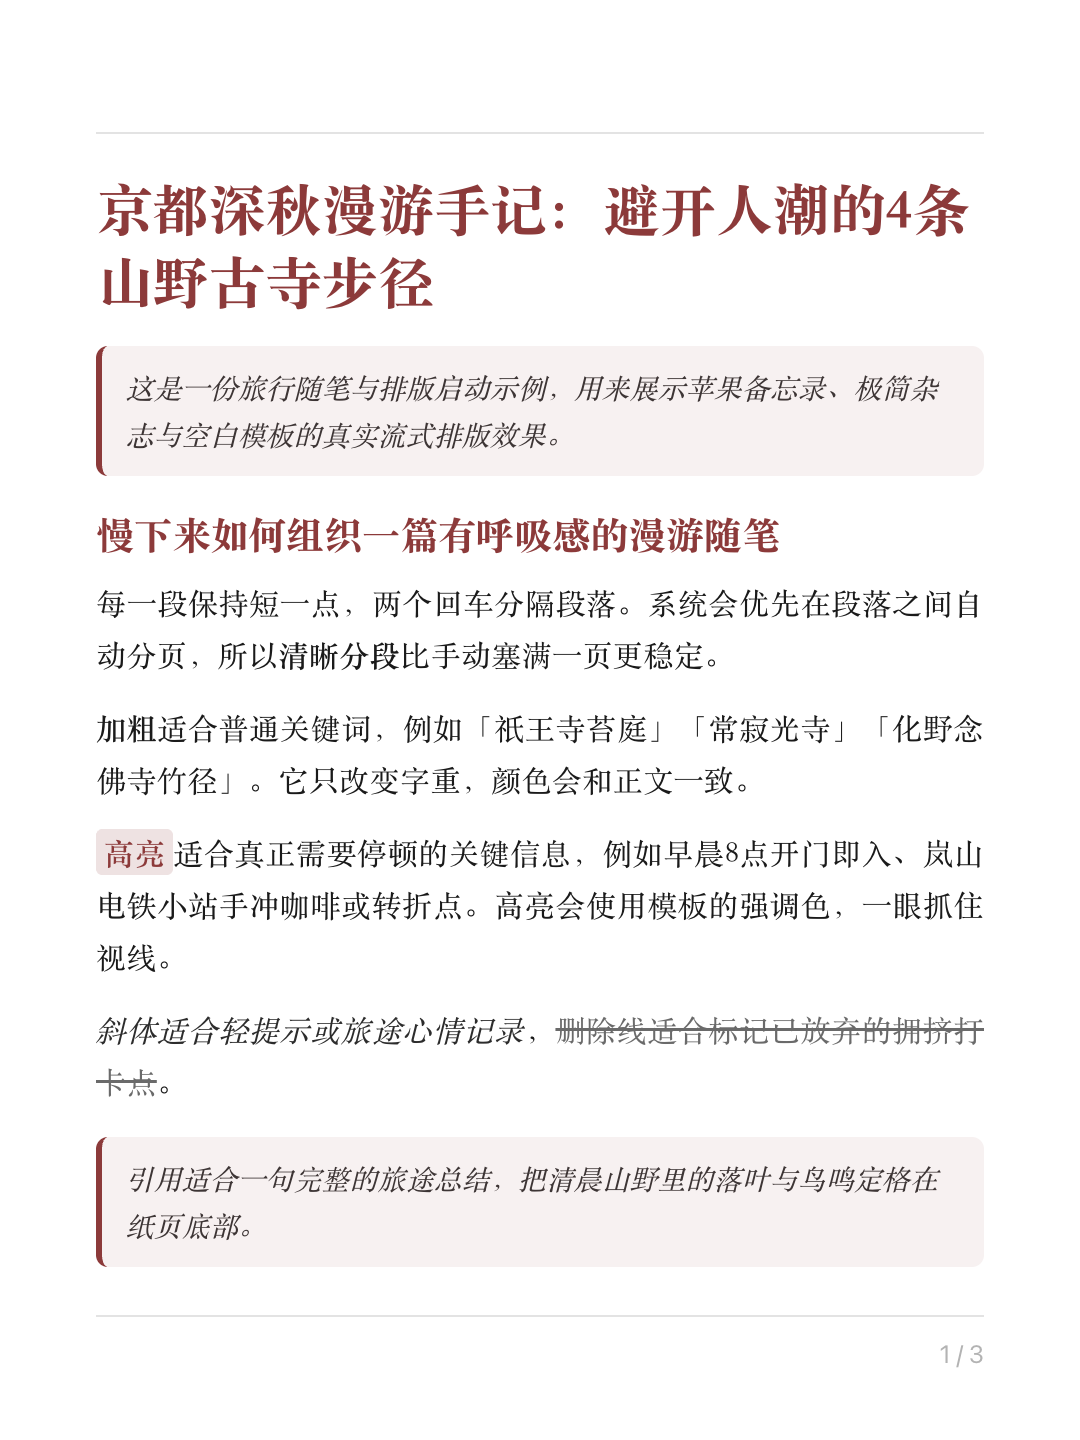 京都深秋漫游手记：避开人潮的4条
山野古寺步径
这是一份旅行随笔与排版启动示例，用来展示苹果备忘录、极简杂
志与空白模板的真实流式排版效果。
慢下来如何组织一篇有呼吸感的漫游随笔
每一段保持短一点，两个回车分隔段落。系统会优先在段落之间自
动分页，所以清晰分段比手动塞满一页更稳定。
加粗适合普通关键词，例如「祇王寺苔庭」「常寂光寺」「化野念
佛寺竹径」。它只改变字重，颜色会和正文一致。
高亮适合真正需要停顿的关键信息，例如早晨8点开门即入、岚山
电铁小站手冲咖啡或转折点。高亮会使用模板的强调色，一眼抓住
视线。
斜体适合轻提示或旅途心情记录，删除线适合标记已放弃的拥挤打
卡点。
引用适合一句完整的旅途总结，把清晨山野里的落叶与鸟鸣定格在
纸页底部。
1 / 3